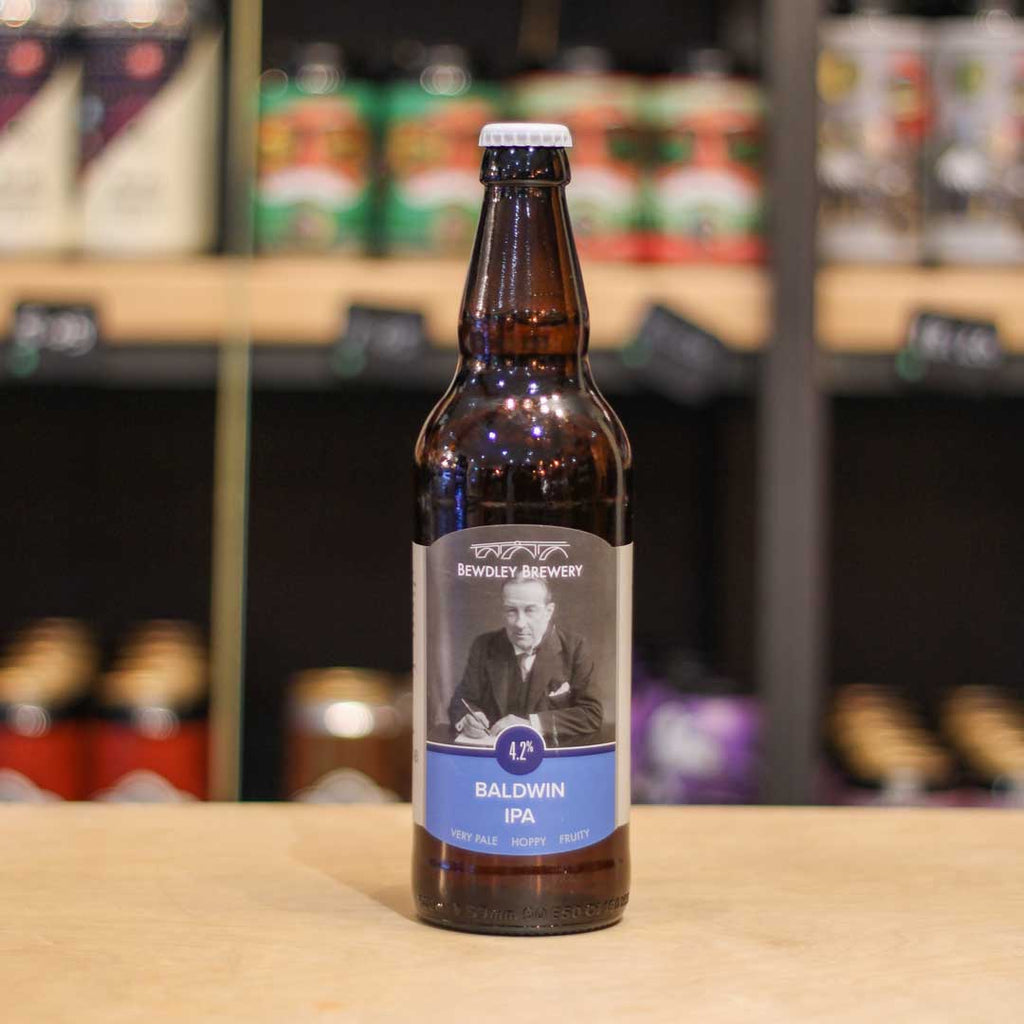 BEWDLEY BREWERY
4.2%
BALDWIN
IPA
VERY PALE HOPPY FRUITY